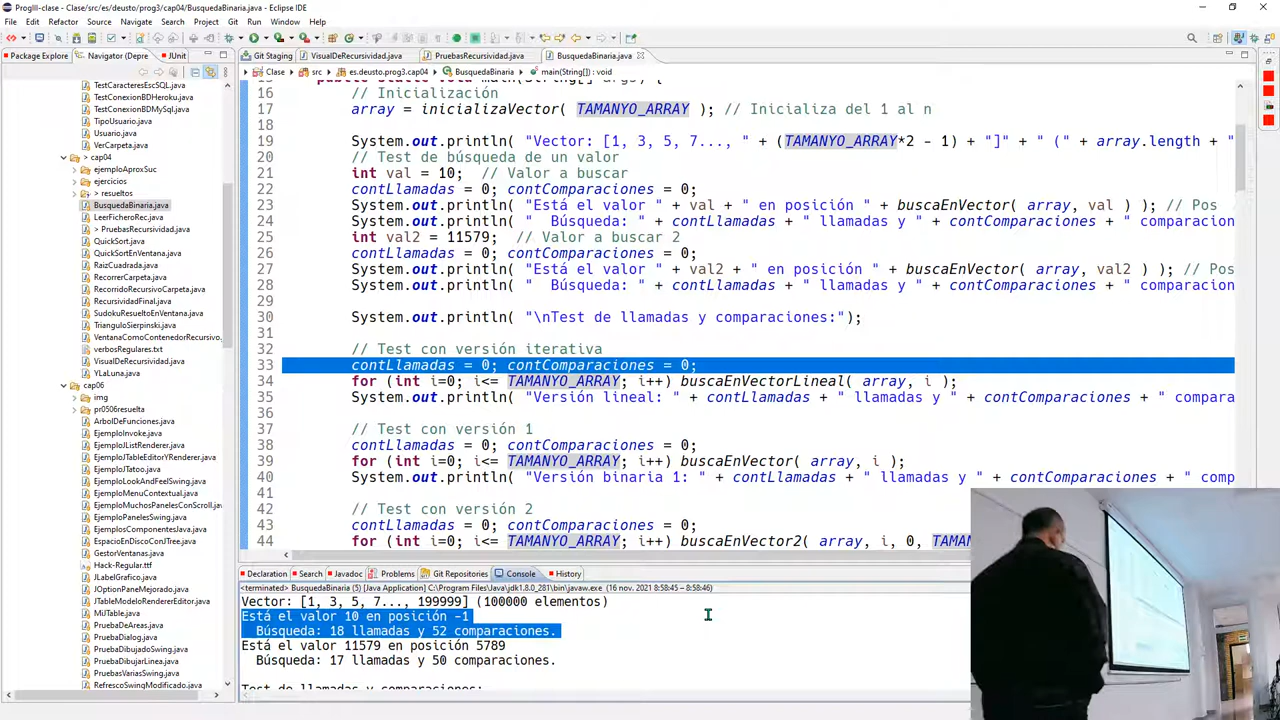 ProgIII-clase - Clase/src/es/deusto/prog3/cap04/BusquedaBinaria.java - Eclipse IDE
File Edit Refactor Source Navigate Search Project Git Run Window Help
Package Explore
Navigator (Depre
JUnit
Git Staging
VisualDeRecursividad.java
PruebasRecursividad.java
BusquedaBinaria.java
Clase src es.deusto.prog3.cap04 BusquedaBinaria main(String[]) : void
TestCaracteresEscSQL.java
TestConexionBDHeroku.java
TestConexionBDMySql.java
TipoUsuario.java
Usuario.java
VerCarpeta.java
> cap04
ejemploAproxSuc
ejercicios
> resueltos
BusquedaBinaria.java
LeerFicheroRec.java
> PruebasRecursividad.java
QuickSort.java
QuickSortEnVentana.java
RaizCuadrada.java
RecorrerCarpeta.java
RecorridoRecursivoCarpeta.java
RecursividadFinal.java
SudokuResueltoEnVentana.java
TrianguloSierpinski.java
VentanaComoContenedorRecursivo.
verbosRegulares.txt
VisualDeRecursividad.java
YLaLuna.java
cap06
img
pr0506resuelta
ArbolDeFunciones.java
EjemploInvoke.java
EjemploJListRenderer.java
EjemploJTableEditorYRenderer.java
EjemploJTatoo.java
EjemploLookAndFeelSwing.java
EjemploMenuContextual.java
EjemploMuchosPanelesConScroll.java
EjemploPanelesSwing.java
EjemplosComponentesJava.java
EspacioEnDiscoConJTree.java
GestorVentanas.java
Hack-Regular.ttf
JLabelGrafico.java
JOptionPaneMejorado.java
JTableModeloRendererEditor.java
MiJTable.java
PruebaDeAreas.java
PruebaDialog.java
PruebaDibujadoSwing.java
PruebaDibujarLinea.java
PruebasVariasSwing.java
RefrescoSwingModificado.java
16 // Inicialización
17 array = inicializaVector( TAMANYO_ARRAY ); // Inicializa del 1 al n
18
19 System.out.println( "Vector: [1, 3, 5, 7..., " + (TAMANYO_ARRAY*2 - 1) + "]" + " (" + array.length + "
20 // Test de búsqueda de un valor
21 int val = 10; // Valor a buscar
22 contLlamadas = 0; contComparaciones = 0;
23 System.out.println( "Está el valor " + val + " en posición " + buscaEnVector( array, val ) ); // Pos
24 System.out.println( " Búsqueda: " + contLlamadas + " llamadas y " + contComparaciones + " comparacion
25 int val2 = 11579; // Valor a buscar 2
26 contLlamadas = 0; contComparaciones = 0;
27 System.out.println( "Está el valor " + val2 + " en posición " + buscaEnVector( array, val2 ) ); // Pos
28 System.out.println( " Búsqueda: " + contLlamadas + " llamadas y " + contComparaciones + " comparacion
29
30 System.out.println( "\nTest de llamadas y comparaciones:");
31
32 // Test con versión iterativa
33 contLlamadas = 0; contComparaciones = 0;
34 for (int i=0; i<= TAMANYO_ARRAY; i++) buscaEnVectorLineal( array, i );
35 System.out.println( "Versión lineal: " + contLlamadas + " llamadas y " + contComparaciones + " compara
36
37 // Test con versión 1
38 contLlamadas = 0; contComparaciones = 0;
39 for (int i=0; i<= TAMANYO_ARRAY; i++) buscaEnVector( array, i );
40 System.out.println( "Versión binaria 1: " + contLlamadas + " llamadas y " + contComparaciones + " comp
41
42 // Test con versión 2
43 contLlamadas = 0; contComparaciones = 0;
44 for (int i=0; i<= TAMANYO_ARRAY; i++) buscaEnVector2( array, i, 0, TAM
Declaration Search Javadoc Problems Git Repositories Console History
<terminated> BusquedaBinaria (5) [Java Application] C:\Program Files\Java\jdk1.8.0_281\bin\javaw.exe (16 nov. 2021 8:58:45 – 8:58:46)
Vector: [1, 3, 5, 7..., 199999] (100000 elementos)
Está el valor 10 en posición -1
Búsqueda: 18 llamadas y 52 comparaciones.
Está el valor 11579 en posición 5789
Búsqueda: 17 llamadas y 50 comparaciones.
Test de llamadas y comparaciones: